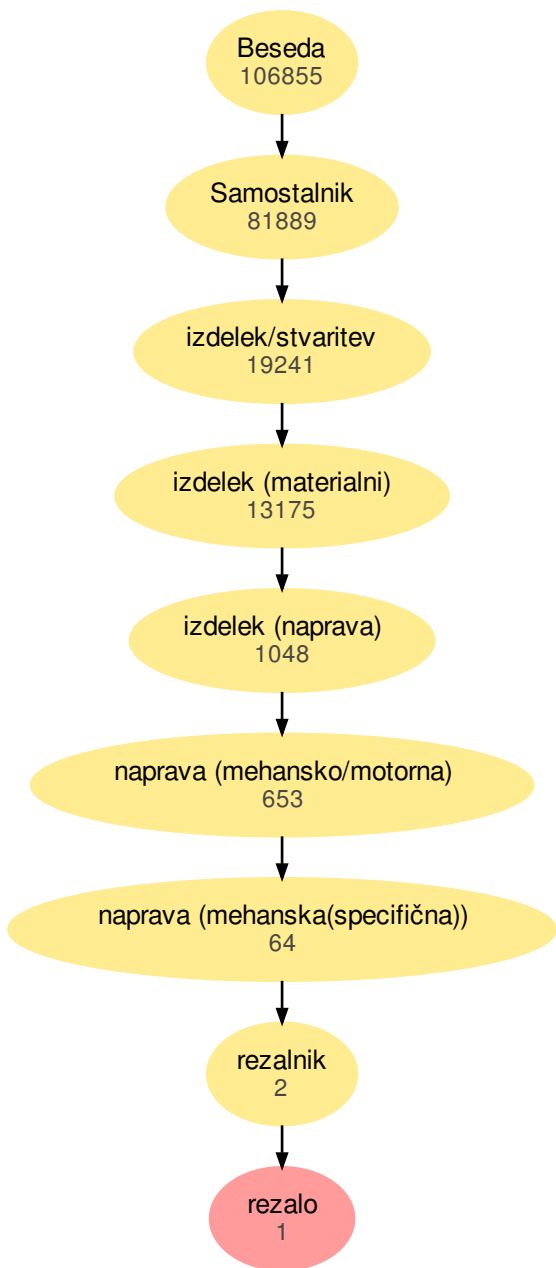 Beseda
106855
Samostalnik
81889
izdelek/stvaritev
19241
izdelek (materialni)
13175
izdelek (naprava)
1048
naprava (mehansko/motorna)
653
naprava (mehanska(specifična))
64
rezalnik
2
rezalo
1